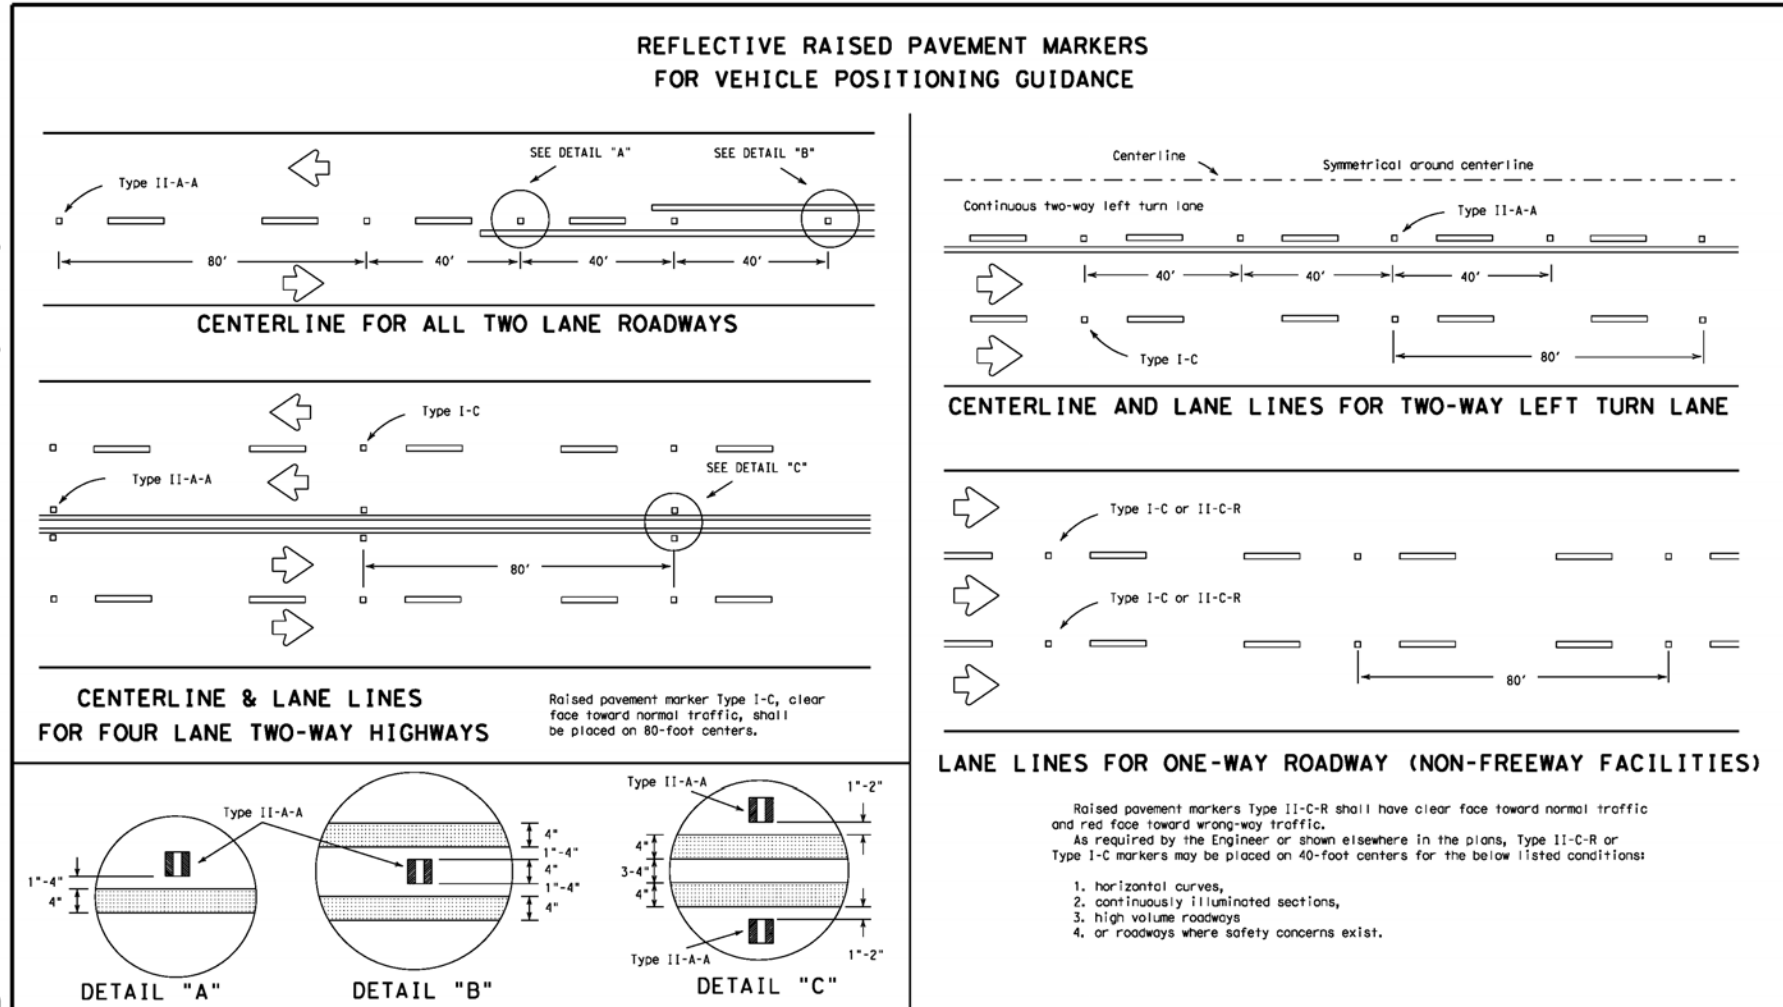 REFLECTIVE RAISED PAVEMENT MARKERS
FOR VEHICLE POSITIONING GUIDANCE
SEE DETAIL "A"
SEE DETAIL "B"
Type II-A-A
80'
40'
40'
40'
CENTERLINE FOR ALL TWO LANE ROADWAYS
Type I-C
Type II-A-A
SEE DETAIL "C"
80'
CENTERLINE & LANE LINES
FOR FOUR LANE TWO-WAY HIGHWAYS
Raised pavement marker Type I-C, clear
face toward normal traffic, shall
be placed on 80-foot centers.
Type II-A-A
1"-4"
4"
DETAIL "A"
4"
1"-4"
4"
1"-4"
4"
DETAIL "B"
Type II-A-A
1"-2"
4"
3-4"
4"
Type II-A-A
1"-2"
DETAIL "C"
Centerline
Symmetrical around centerline
Continuous two-way left turn lane
Type II-A-A
40'
40'
40'
Type I-C
80'
CENTERLINE AND LANE LINES FOR TWO-WAY LEFT TURN LANE
Type I-C or II-C-R
Type I-C or II-C-R
80'
LANE LINES FOR ONE-WAY ROADWAY (NON-FREEWAY FACILITIES)
Raised pavement markers Type II-C-R shall have clear face toward normal traffic
and red face toward wrong-way traffic.
As required by the Engineer or shown elsewhere in the plans, Type II-C-R or
Type I-C markers may be placed on 40-foot centers for the below listed conditions:
1. horizontal curves,
2. continuously illuminated sections,
3. high volume roadways
4. or roadways where safety concerns exist.